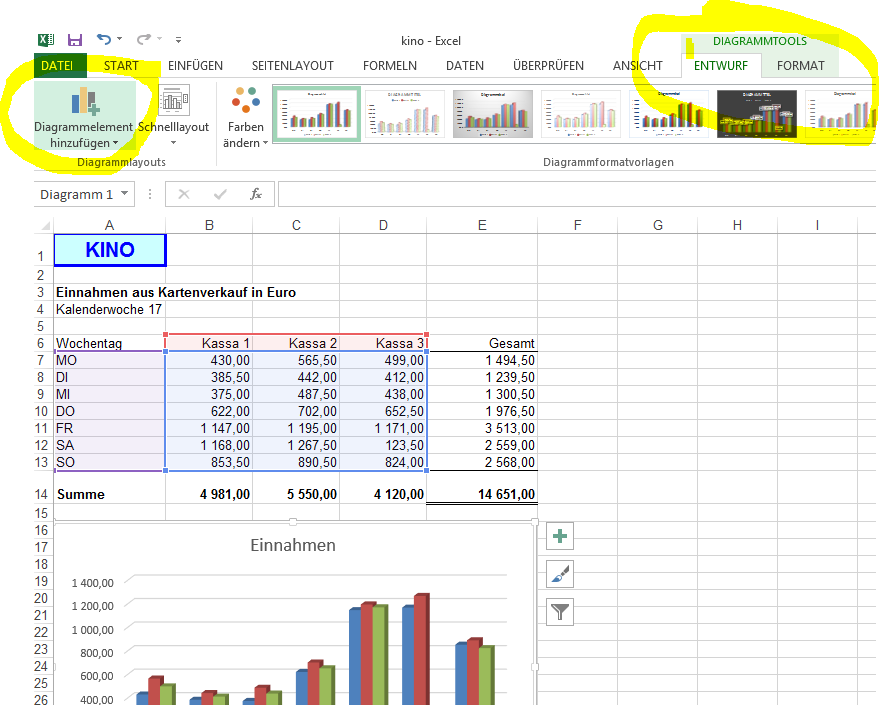 kino - Excel
DIAGRAMMTOOLS
DATEI START EINFÜGEN SEITENLAYOUT FORMELN DATEN ÜBERPRÜFEN ANSICHT ENTWURF FORMAT
Diagrammelement hinzufügen
Schnelllayout
Farben ändern
Diagrammlayouts
Diagrammformatvorlagen
Diagramm 1
fx
A B C D E F G H I
1 KINO
2
3 Einnahmen aus Kartenverkauf in Euro
4 Kalenderwoche 17
5
6 Wochentag Kassa 1 Kassa 2 Kassa 3 Gesamt
7 MO 430,00 565,50 499,00 1 494,50
8 DI 385,50 442,00 412,00 1 239,50
9 MI 375,00 487,50 438,00 1 300,50
10 DO 622,00 702,00 652,50 1 976,50
11 FR 1 147,00 1 195,00 1 171,00 3 513,00
12 SA 1 168,00 1 267,50 123,50 2 559,00
13 SO 853,50 890,50 824,00 2 568,00
14 Summe 4 981,00 5 550,00 4 120,00 14 651,00
15
16
17 Einnahmen
18
19 1 400,00
20 1 200,00
21
22 1 000,00
23 800,00
24 600,00
25
26 400,00